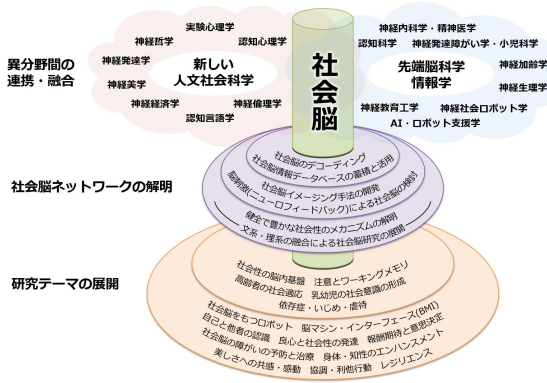 異分野間の
連携・融合
実験心理学
神経哲学
認知心理学
神経発達学
新しい
人文社会科学
神経美学
神経経済学
神経倫理学
認知言語学
社会脳
神経内科学・精神医学
認知科学
神経発達障がい学・小児科学
先端脳科学
情報学
神経加齢学
神経生理学
神経教育工学
神経社会ロボット学
AI・ロボット支援学
社会脳ネットワークの解明
社会脳のデコーディング
社会脳情報データベースの蓄積と活用
社会脳イメージング手法の開発
脳刺激(ニューロフィードバック)による社会脳の検討
健全で豊かな社会性のメカニズムの解明
文系・理系の融合による社会脳研究の展開
研究テーマの展開
社会性の脳内基盤 注意とワーキングメモリ
高齢者の社会適応 乳幼児の社会意識の形成
依存症・いじめ・虐待
社会脳をもつロボット 脳マシン・インターフェース(BMI)
自己と他者の認識 良心と社会性の発達 報酬期待と意思決定
社会脳の障がいの予防と治療 身体・知性のエンハンスメント
美しさへの共感・感動 協調・利他行動 レジリエンス